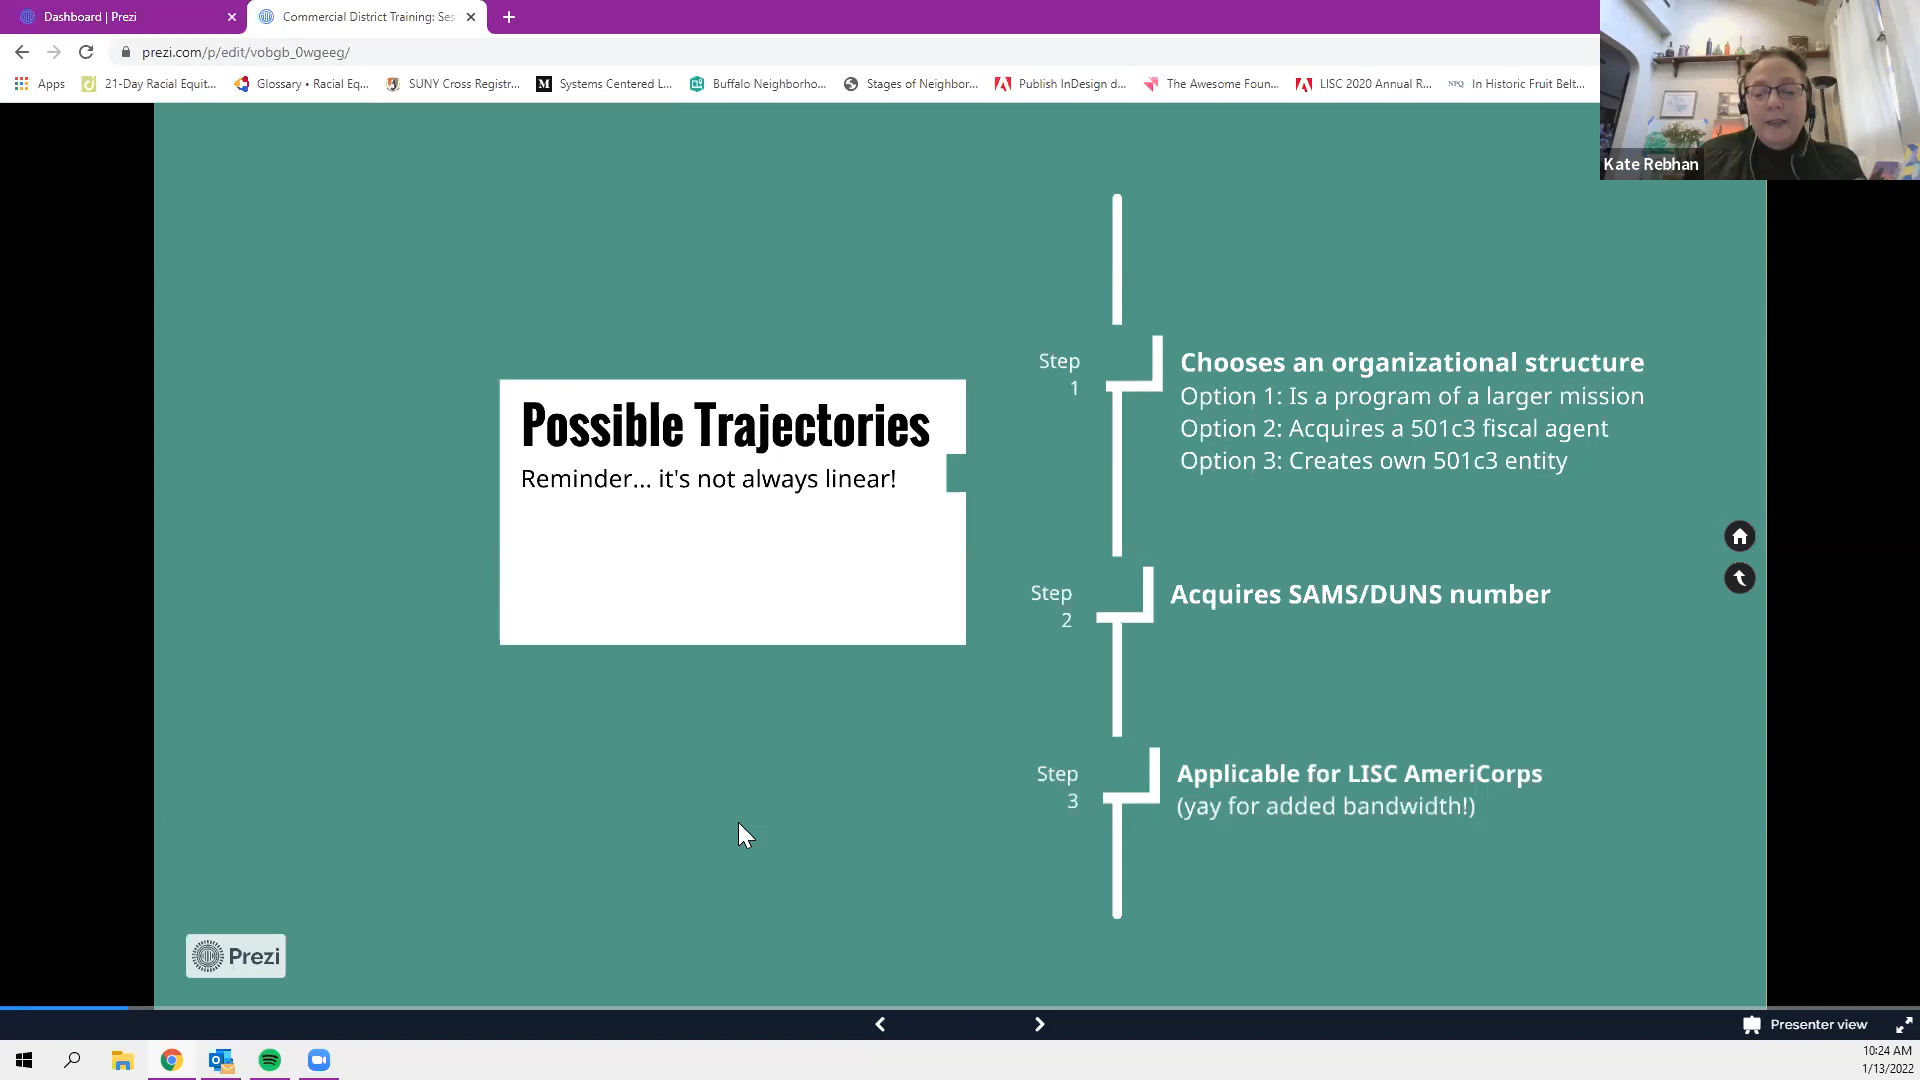 Dashboard | Prezi
Commercial District Training: Ses
prezi.com/p/edit/vobgb_0wgeeg/
Apps
21-Day Racial Equit...
Glossary • Racial Eq...
SUNY Cross Registr...
Systems Centered L...
Buffalo Neighborho...
Stages of Neighbor...
Publish InDesign d...
The Awesome Foun...
LISC 2020 Annual R...
NPQ
In Historic Fruit Belt...
Kate Rebhan
Possible Trajectories
Reminder... it's not always linear!
Step
1
Chooses an organizational structure
Option 1: Is a program of a larger mission
Option 2: Acquires a 501c3 fiscal agent
Option 3: Creates own 501c3 entity
Step
2
Acquires SAMS/DUNS number
Step
3
Applicable for LISC AmeriCorps
(yay for added bandwidth!)
Prezi
Presenter view
10:24 AM
1/13/2022